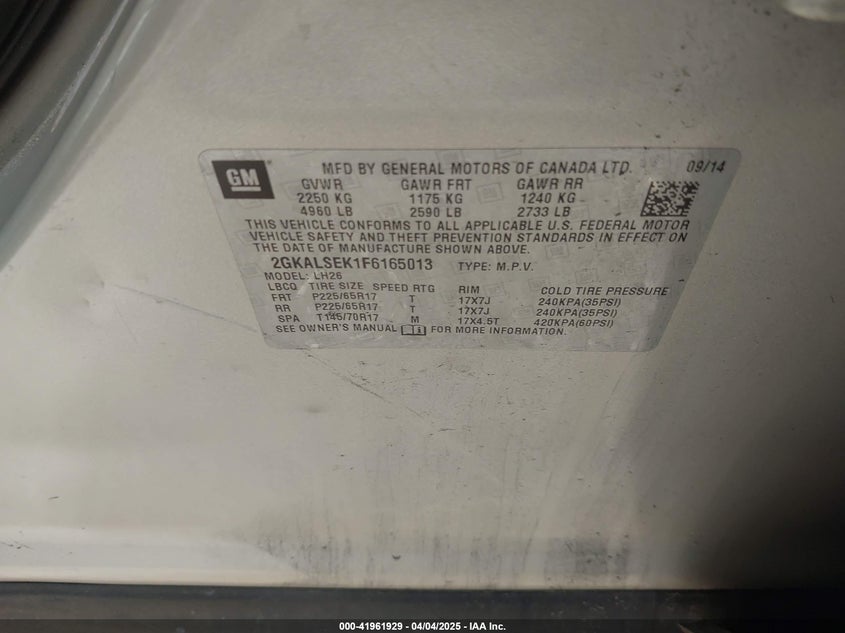 GM
MFD BY GENERAL MOTORS OF CANADA LTD. 09/14
GVWR GAWR FRT GAWR RR
2250 KG 1175 KG 1240 KG
4960 LB 2590 LB 2733 LB
THIS VEHICLE CONFORMS TO ALL APPLICABLE U.S. FEDERAL MOTOR
VEHICLE SAFETY AND THEFT PREVENTION STANDARDS IN EFFECT ON
THE DATE OF MANUFACTURE SHOWN ABOVE.
2GKALSEK1F6165013 TYPE: M.P.V.
MODEL: LH26
LBCQ TIRE SIZE SPEED RTG RIM COLD TIRE PRESSURE
FRT P225/65R17 T 17X7J 240KPA(35PSI)
RR P225/65R17 T 17X7J 240KPA(35PSI)
SPA T145/70R17 M 17X4.5T 420KPA(60PSI)
SEE OWNER'S MANUAL FOR MORE INFORMATION.
000-41961929 - 04/04/2025 - IAA Inc.